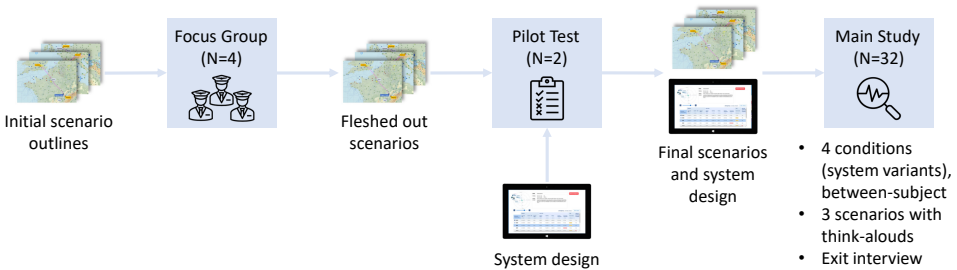 Initial scenario
outlines
Focus Group
(N=4)
Fleshed out
scenarios
Pilot Test
(N=2)
System design
Final scenarios
and system
design
Main Study
(N=32)
• 4 conditions
(system variants),
between-subject
• 3 scenarios with
think-alouds
• Exit interview